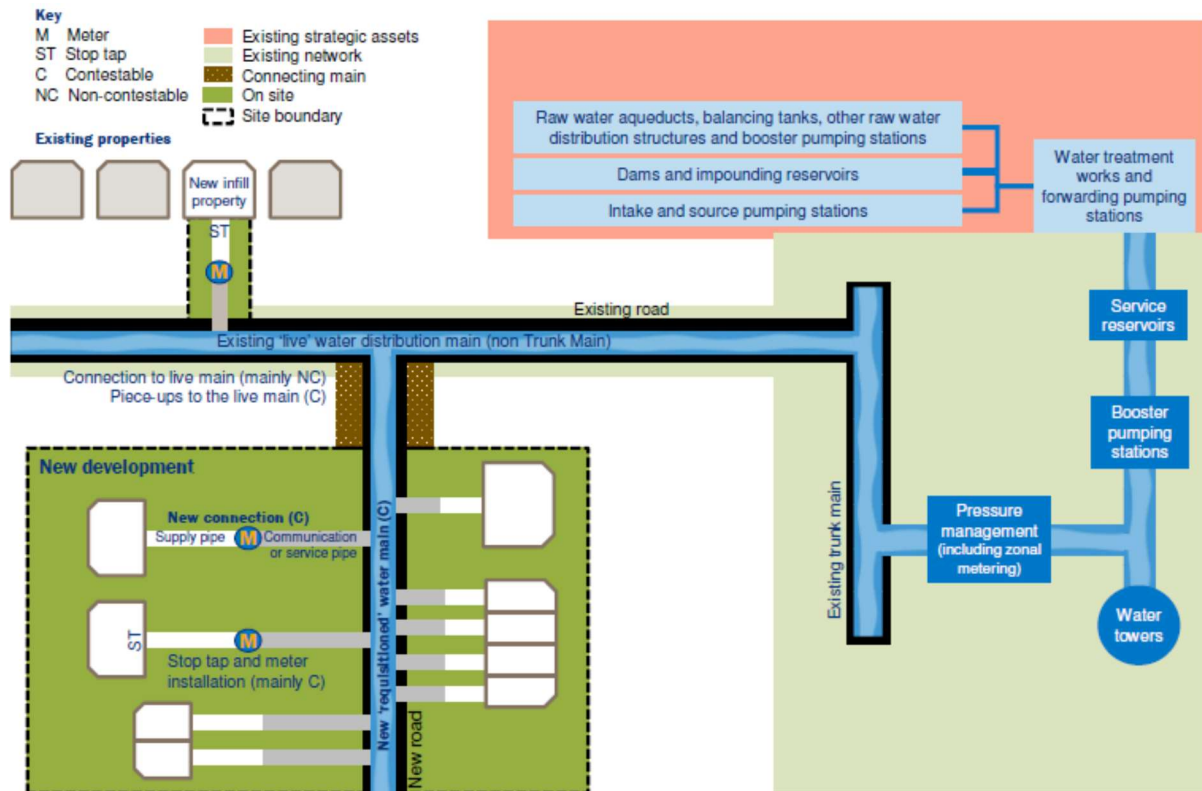 Key
M Meter
ST Stop tap
C Contestable
NC Non-contestable
Existing strategic assets
Existing network
Connecting main
On site
Site boundary
Existing properties
New infill
property
ST
M
Raw water aqueducts, balancing tanks, other raw water
distribution structures and booster pumping stations
Dams and impounding reservoirs
Intake and source pumping stations
Water treatment
works and
forwarding pumping
stations
Service
reservoirs
Booster
pumping
stations
Pressure
management
(including zonal
metering)
Water
towers
Existing road
Existing 'live' water distribution main (non Trunk Main)
Existing trunk main
Connection to live main (mainly NC)
Piece-ups to the live main (C)
New development
New connection (C)
Supply pipe
M
Communication
or service pipe
ST
M
Stop tap and meter
installation (mainly C)
New 'requisitioned' water main (C)
New road